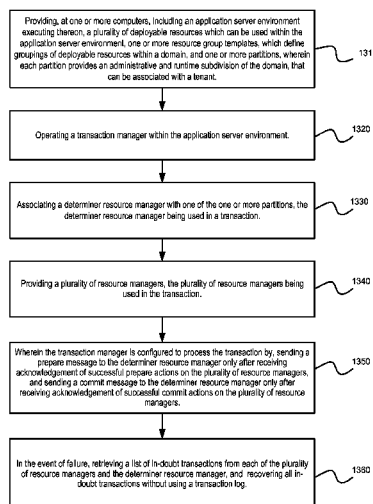 Providing, at one or more computers, including an application server environment
executing thereon, a plurality of deployable resources which can be used within
the application server environment, one or more resource group templates, which define
groupings of deployable resources within a domain, and one or more partitions, wherein
each partition provides an administrative and runtime subdivision of the domain, that
can be associated with a tenant.
131
Operating a transaction manager within the application server environment.
1320
Associating a determiner resource manager with one of the one or more partitions, the
determiner resource manager being used in a transaction.
1330
Providing a plurality of resource managers, the plurality of resource managers being
used in the transaction.
1340
Wherein the transaction manager is configured to process the transaction by, sending a
prepare message to the determiner resource manager only after receiving
acknowledgement of successful prepare actions on the plurality of resource managers,
and sending a commit message to the determiner resource manager only after
receiving acknowledgement of successful commit actions on the plurality of resource
managers.
1350
In the event of failure, retrieving a list of in-doubt transactions from each of the plurality
of resource managers and the determiner resource manager, and recovering all in-
doubt transactions without using a transaction log.
1360